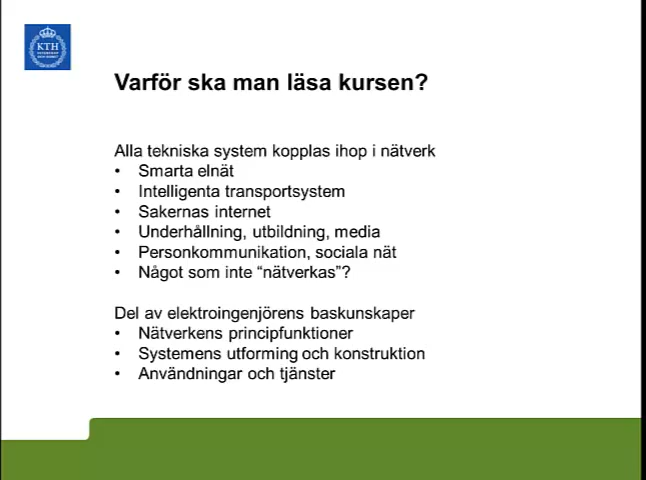 KTH
Varför ska man läsa kursen?
Alla tekniska system kopplas ihop i nätverk
• Smarta elnät
• Intelligenta transportsystem
• Sakernas internet
• Underhållning, utbildning, media
• Personkommunikation, sociala nät
• Något som inte “nätverkas”?
Del av elektroingenjörens baskunskaper
• Nätverkens principfunktioner
• Systemens utforming och konstruktion
• Användningar och tjänster